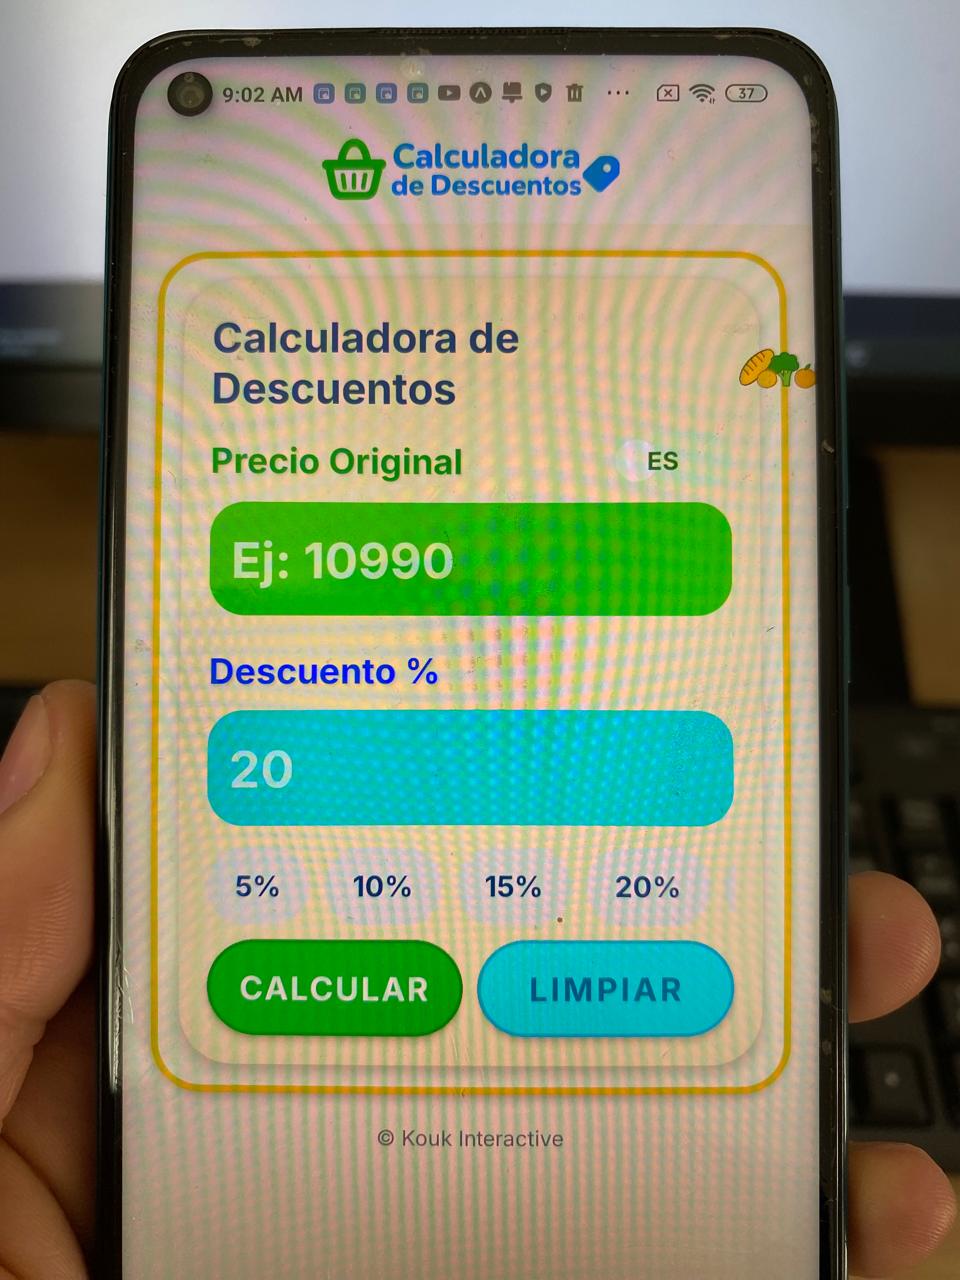 9:02 AM
37
Calculadora
de Descuentos
Calculadora de
Descuentos
Precio Original
ES
Ej: 10990
Descuento %
20
5% 10% 15% 20%
CALCULAR LIMPIAR
© Kouk Interactive